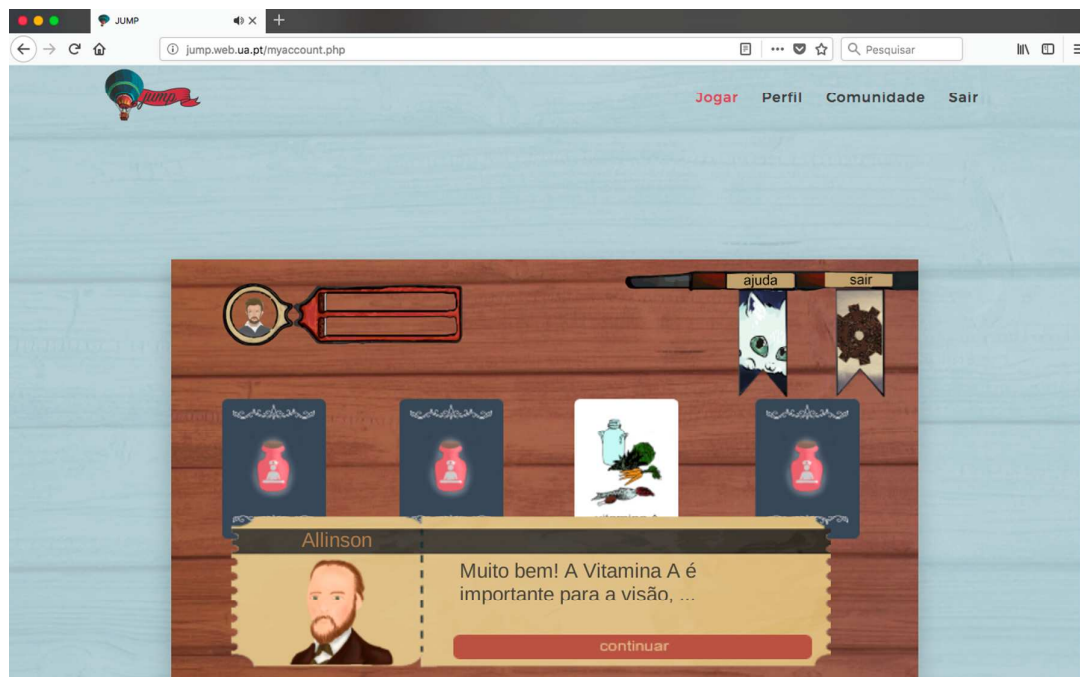 JUMP
jump.web.ua.pt/myaccount.php
Pesquisar
jump
Jogar Perfil Comunidade Sair
ajuda
sair
vitamina A
Allinson
Muito bem! A Vitamina A é
importante para a visão, ...
continuar